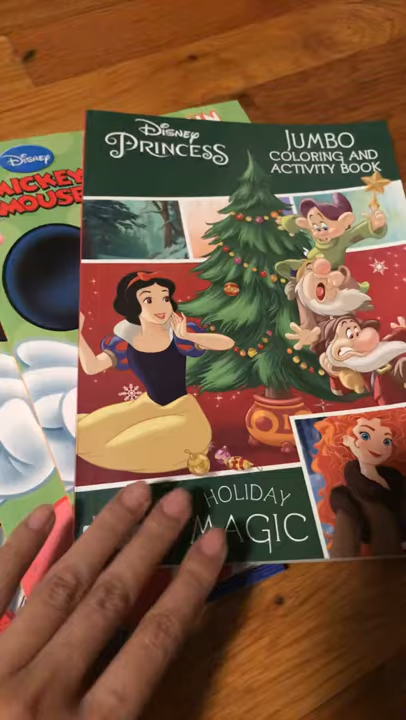 Disney
PRINCESS
JUMBO
COLORING AND
ACTIVITY BOOK
Disney
MICKEY
MOUSE
HOLIDAY
MAGIC